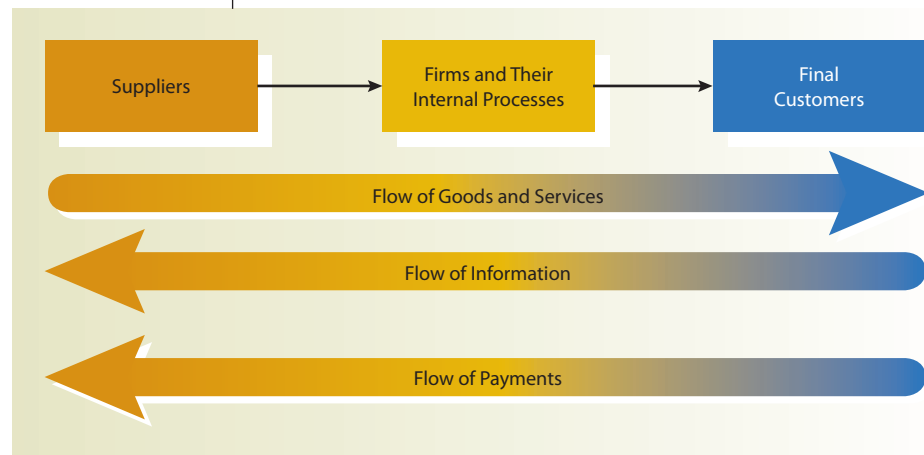 Suppliers
Firms and Their
Internal Processes
Final
Customers
Flow of Goods and Services
Flow of Information
Flow of Payments